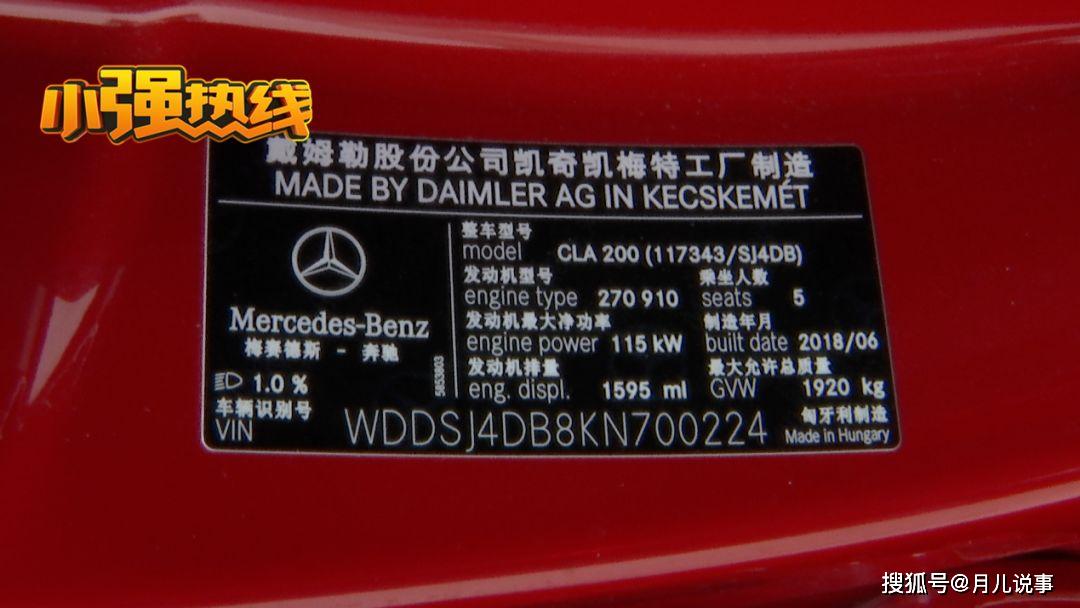 小强热线
戴姆勒股份公司凯奇凯梅特工厂制造
MADE BY DAIMLER AG IN KECSKEMÉT
Mercedes-Benz
梅赛德斯 - 奔驰
1.0 %
5853803
整车型号
model CLA 200 (117343/SJ4DB)
发动机型号 乘坐人数
engine type 270 910 seats 5
发动机最大净功率 制造年月
engine power 115 kW built date 2018/06
发动机排量 最大允许总质量
eng. displ. 1595 ml GVW 1920 kg
车辆识别号 匈牙利制造
VIN WDDSJ4DB8KN700224 Made in Hungary
搜狐号@月儿说事